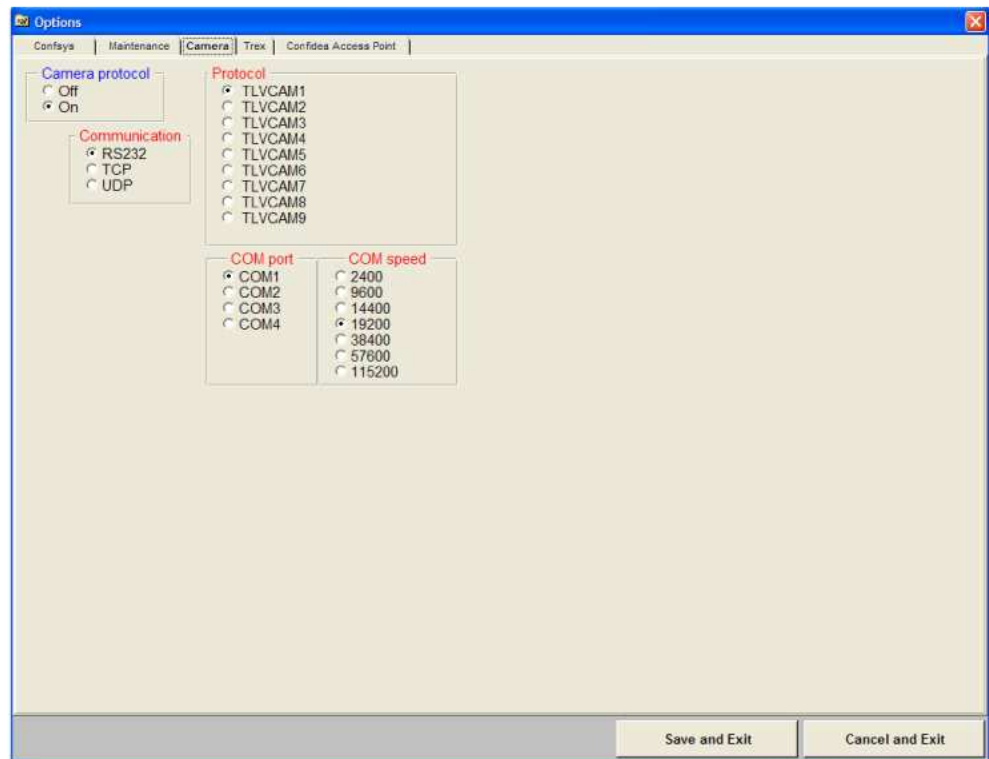 Options
Confsys Maintenance Camera Trex Confidea Access Point
Camera protocol
Off
On
Communication
RS232
TCP
UDP
Protocol
TLVCAM1
TLVCAM2
TLVCAM3
TLVCAM4
TLVCAM5
TLVCAM6
TLVCAM7
TLVCAM8
TLVCAM9
COM port
COM1
COM2
COM3
COM4
COM speed
2400
9600
14400
19200
38400
57600
115200
Save and Exit Cancel and Exit